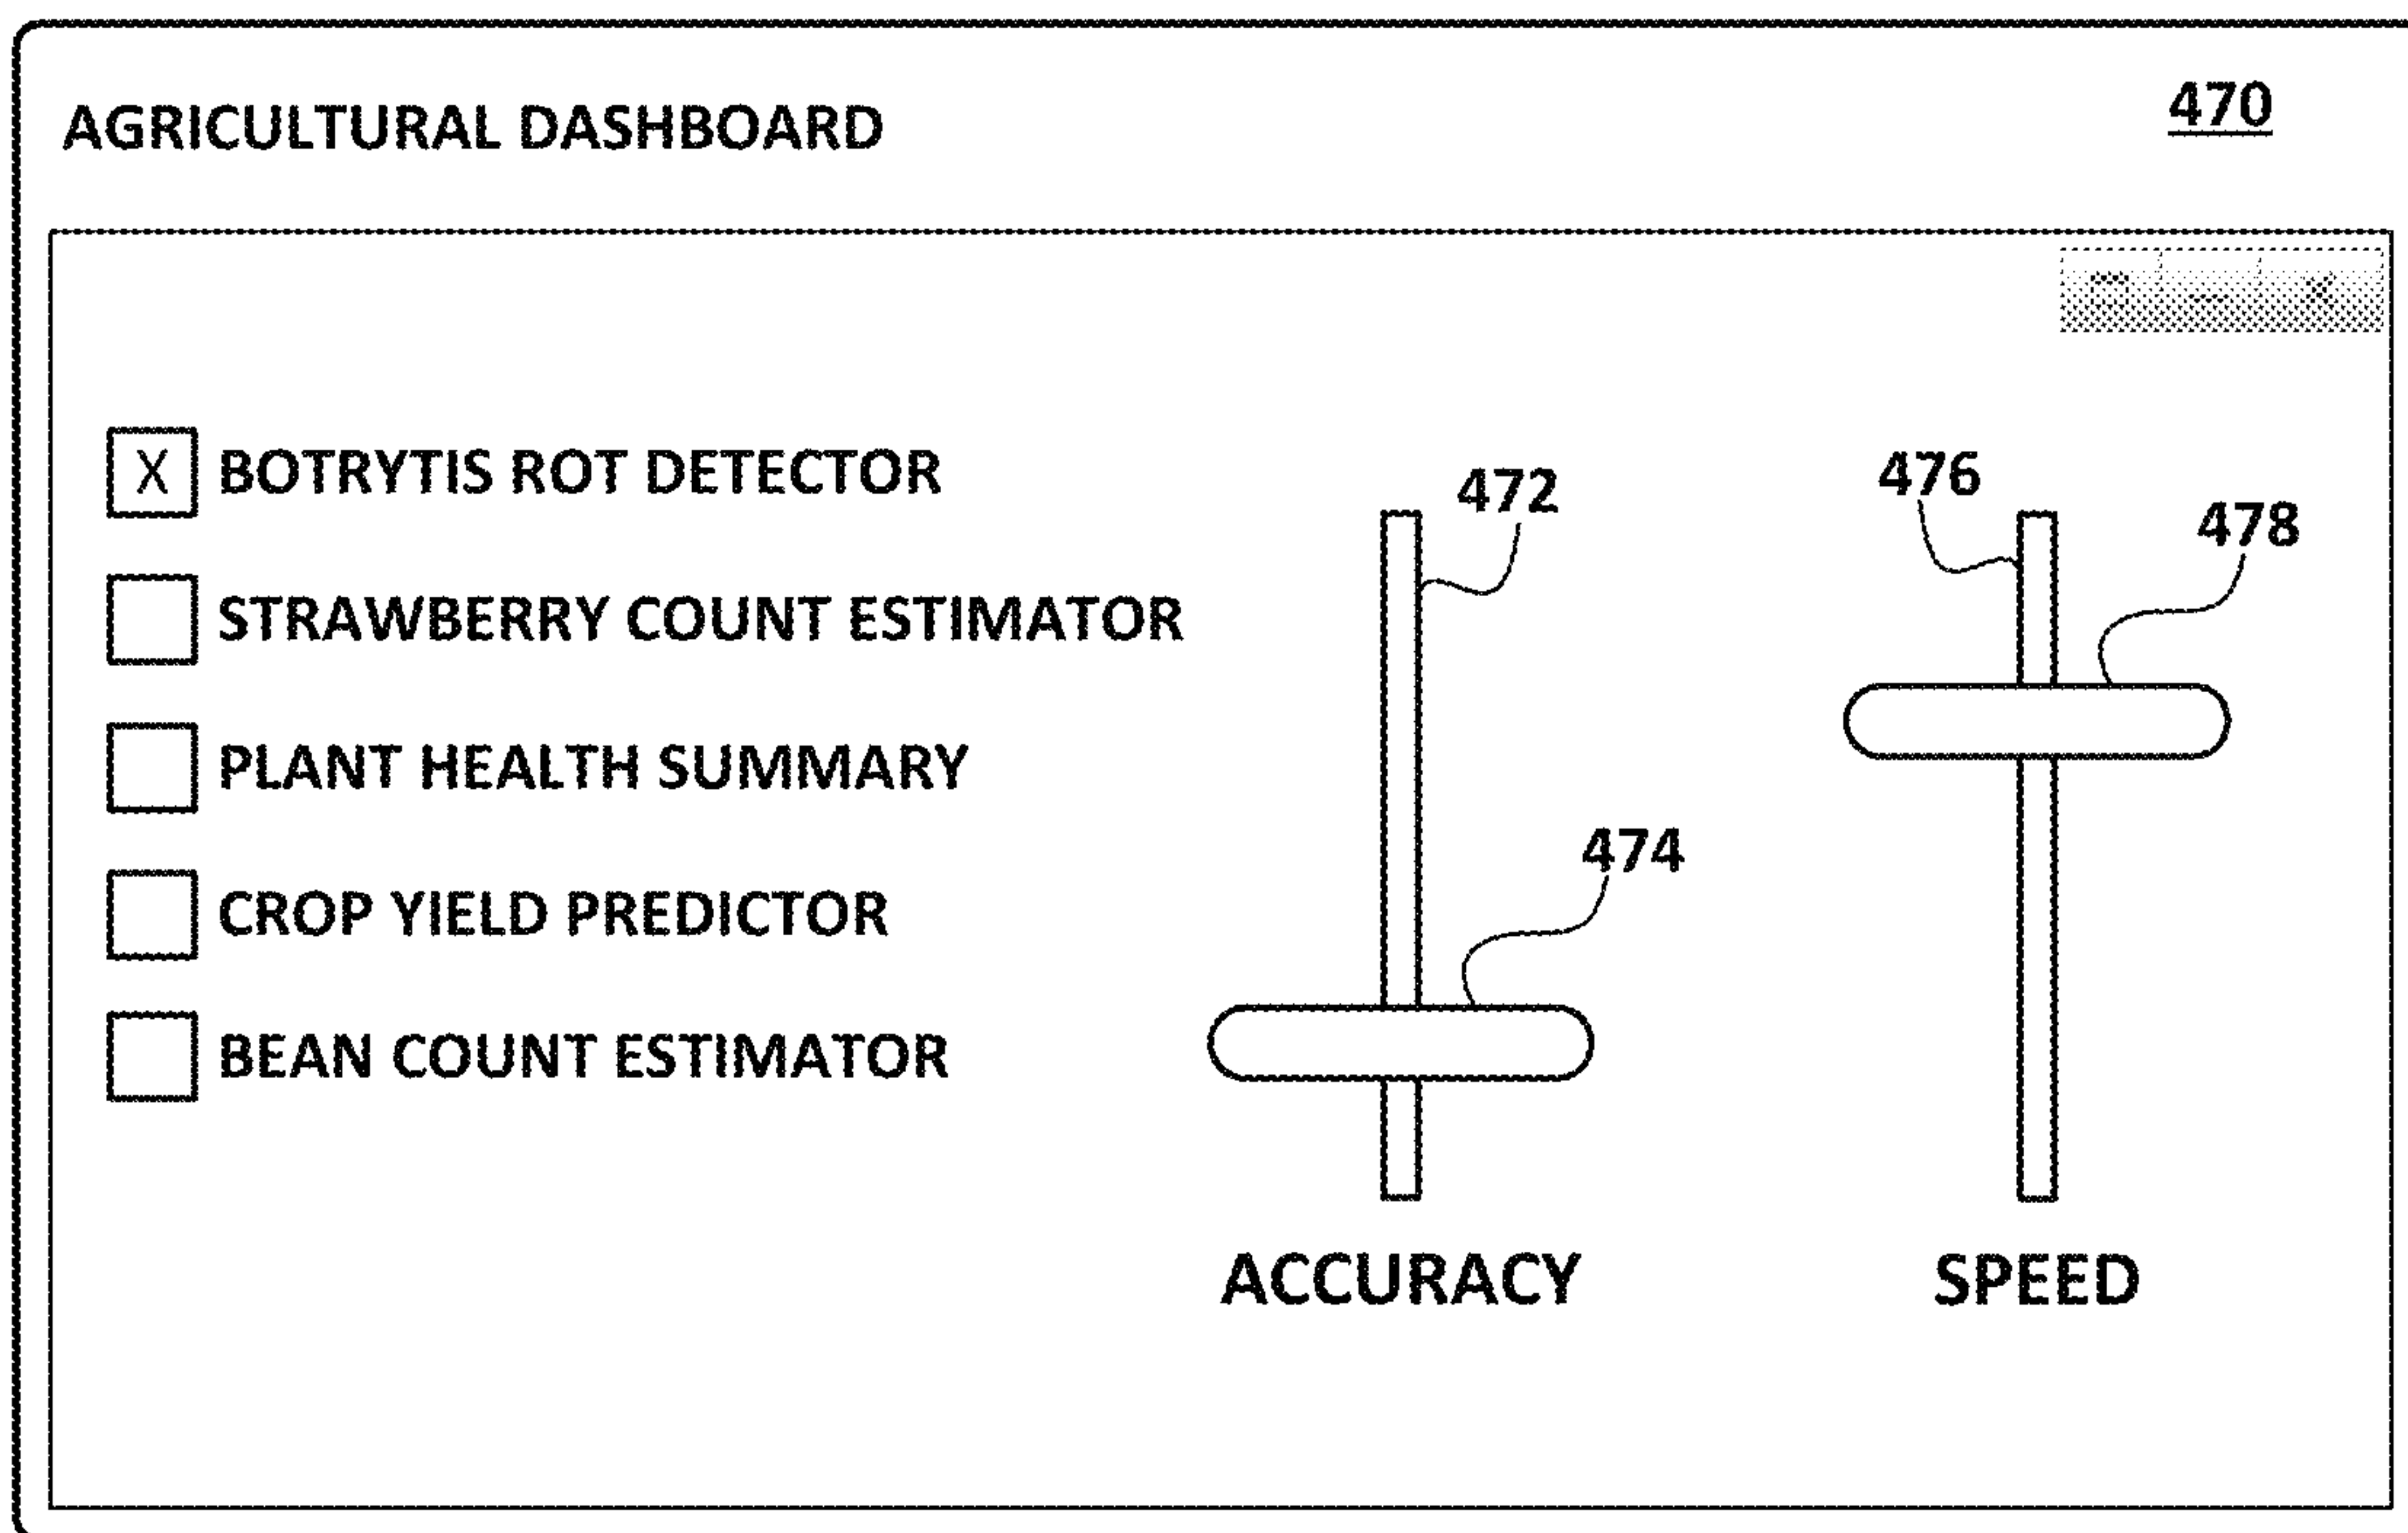 AGRICULTURAL DASHBOARD
470
X BOTRYTIS ROT DETECTOR
STRAWBERRY COUNT ESTIMATOR
PLANT HEALTH SUMMARY
CROP YIELD PREDICTOR
BEAN COUNT ESTIMATOR
472
474
476
478
ACCURACY
SPEED